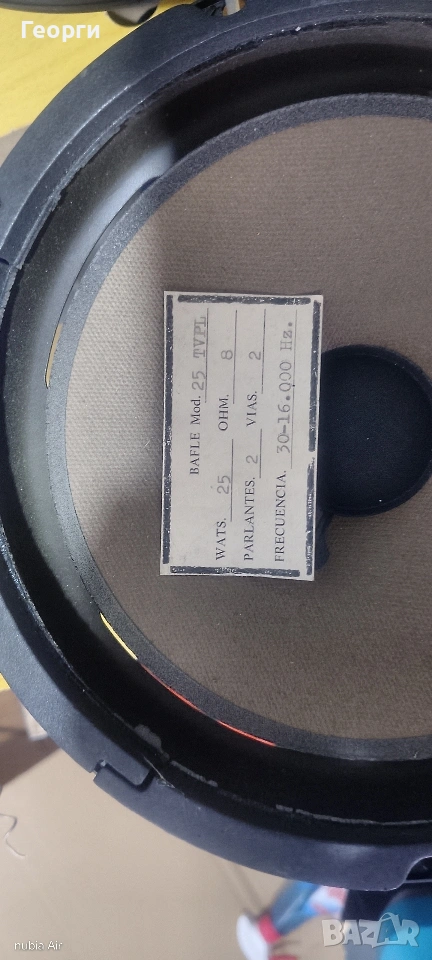 Георги
BAFLE Mod. 25 TVPL
WATS. 25 OHM. 8
PARLANTES. 2 VIAS. 2
FRECUENCIA. 30-16.000 Hz.
nubia Air
BAZAR